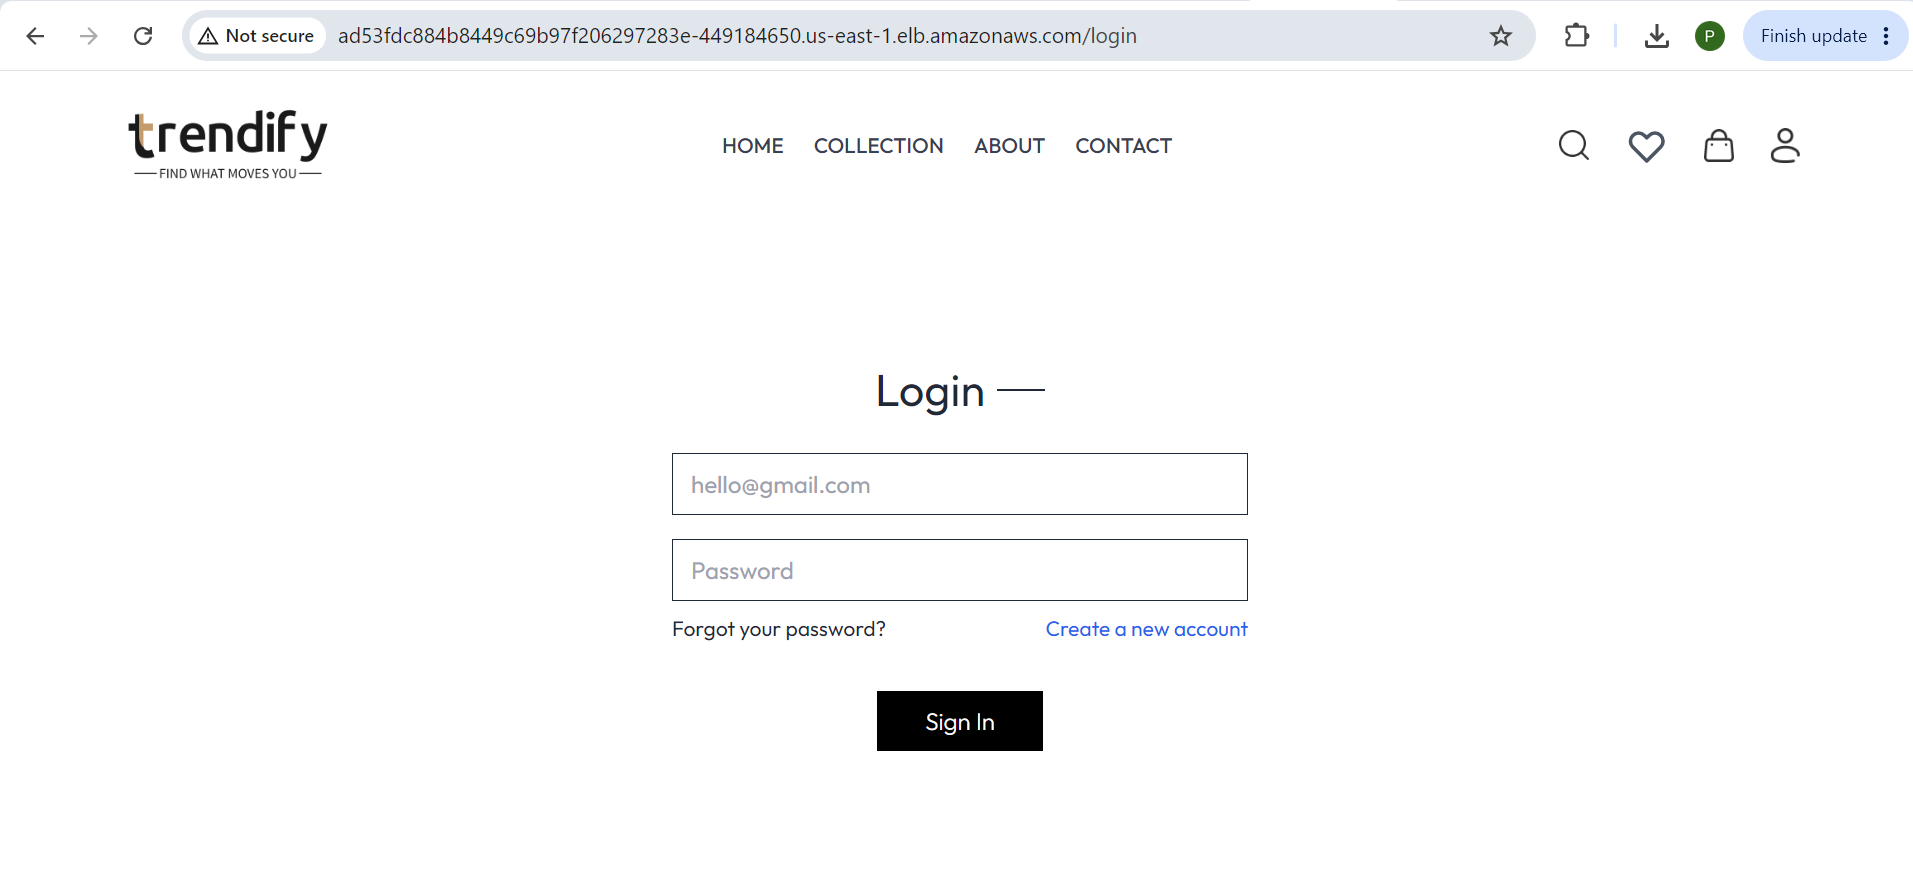 Not secure ad53fdc884b8449c69b97f206297283e-449184650.us-east-1.elb.amazonaws.com/login P Finish update
trendify
FIND WHAT MOVES YOU
HOME COLLECTION ABOUT CONTACT
Login
hello@gmail.com
Password
Forgot your password? Create a new account
Sign In